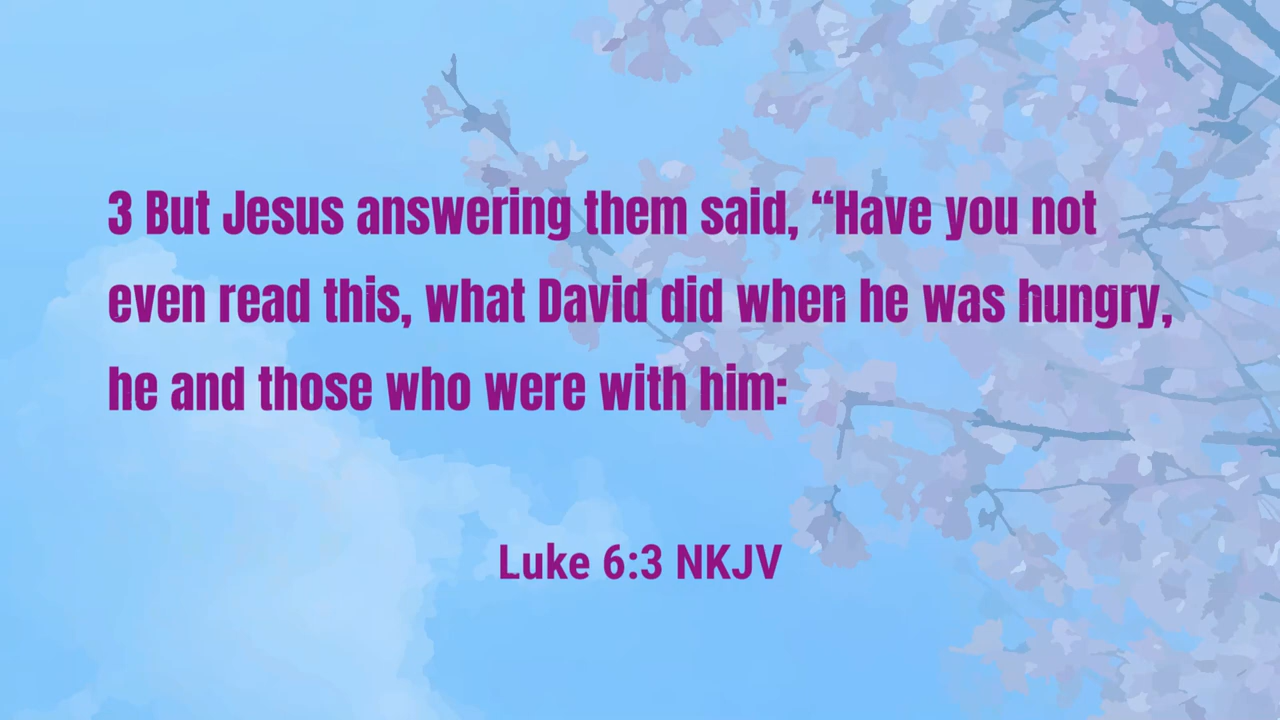 3 But Jesus answering them said, “Have you not
even read this, what David did when he was hungry,
he and those who were with him:
Luke 6:3 NKJV